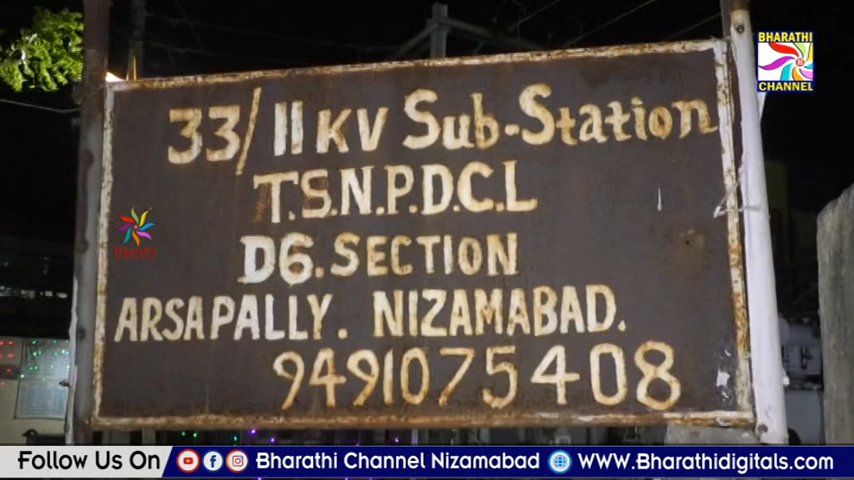 BHARATHI
CHANNEL
33/11 KV Sub-Station
T.S.N.P.D.C.L
D6.SECTION
ARSAPALLY. NIZAMABAD.
9491075408
Bharathi
Follow Us On Bharathi Channel Nizamabad www.Bharathidigitals.com